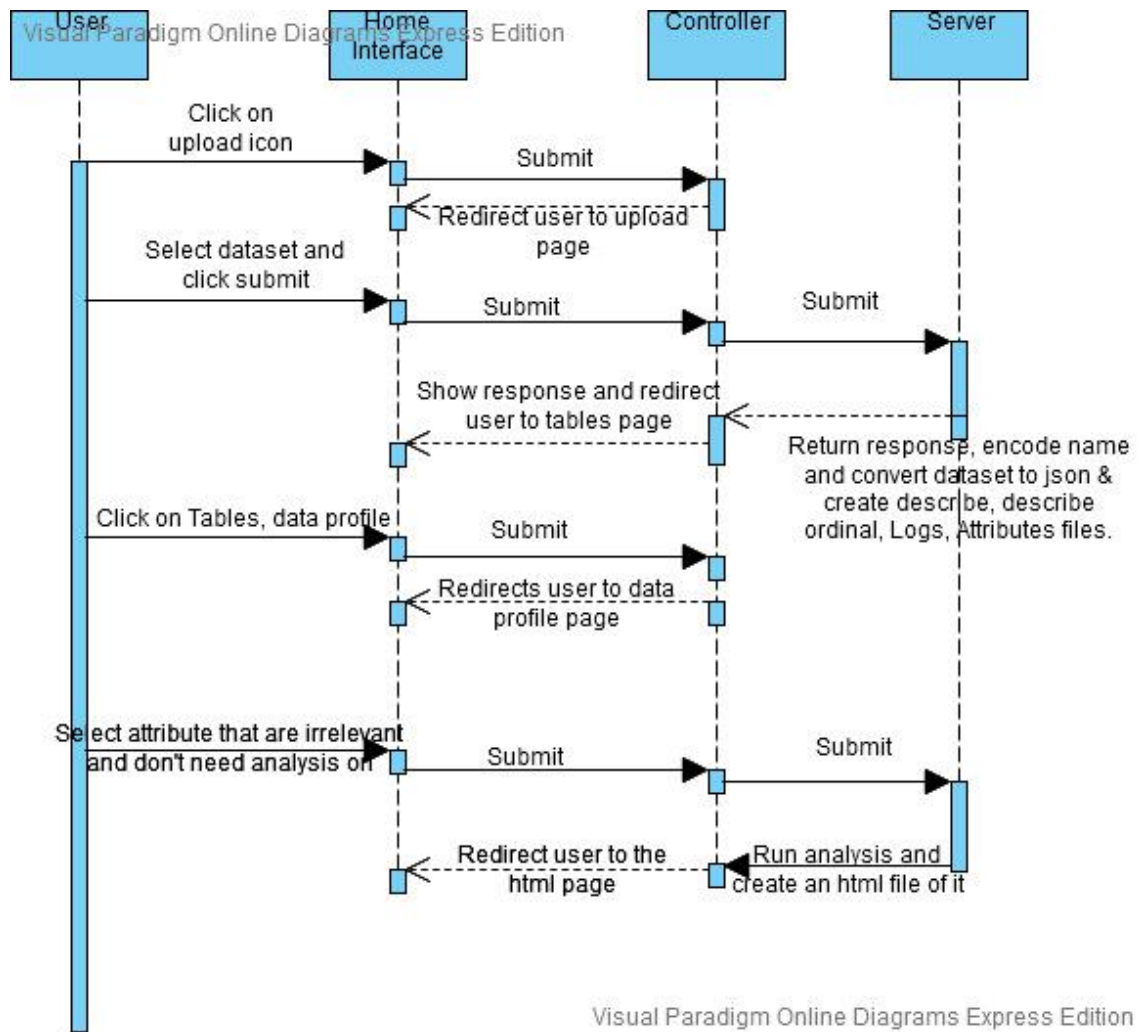 User
Home
Interface
Controller
Server
Visual Paradigm Online Diagrams Express Edition
Click on
upload icon
Submit
Redirect user to upload
page
Select dataset and
click submit
Submit
Submit
Show response and redirect
user to tables page
Return response, encode name
and convert dataset to json &
create describe, describe
ordinal, Logs, Attributes files.
Click on Tables, data profile
Submit
Redirects user to data
profile page
Select attribute that are irrelevant
and don't need analysis on
Submit
Submit
Redirect user to the
html page
Run analysis and
create an html file of it
Visual Paradigm Online Diagrams Express Edition